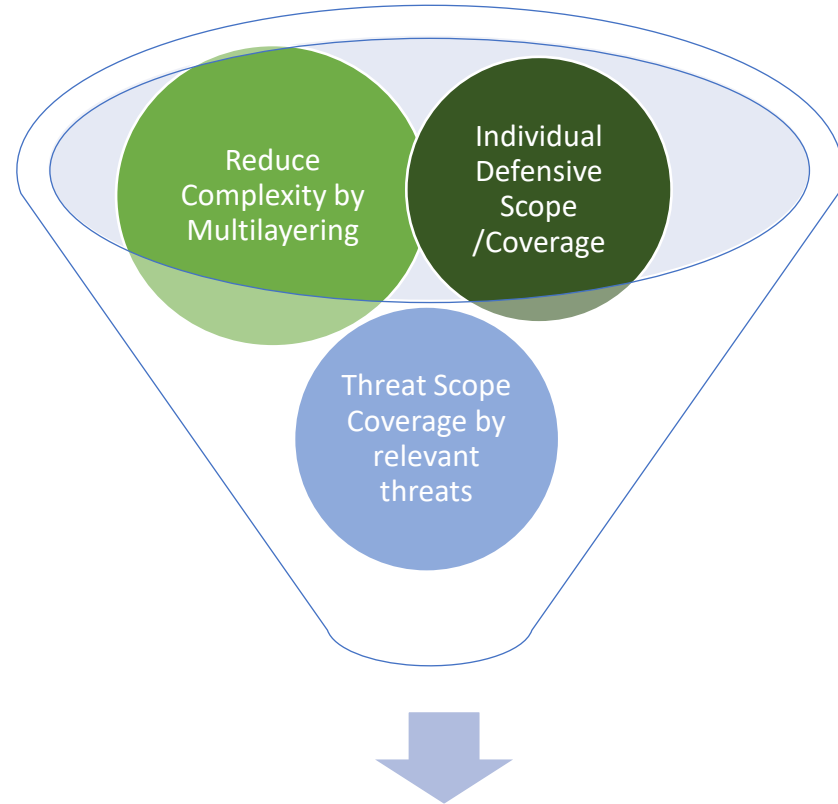 Reduce
Complexity by
Multilayering
Individual
Defensive
Scope
/Coverage
Threat Scope
Coverage by
relevant
threats